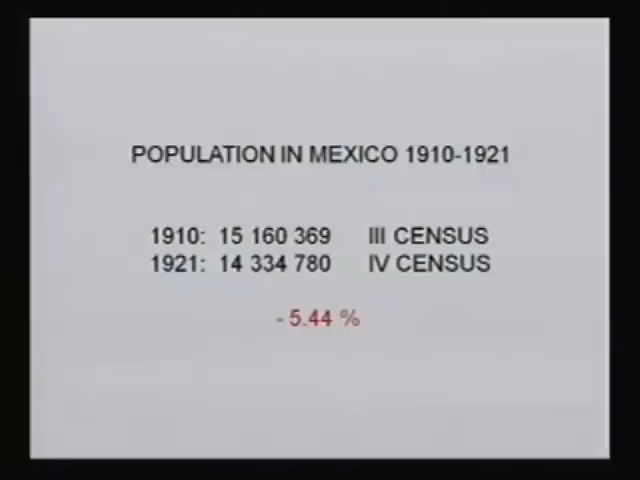 POPULATION IN MEXICO 1910-1921
1910: 15 160 369 III CENSUS
1921: 14 334 780 IV CENSUS
- 5.44 %